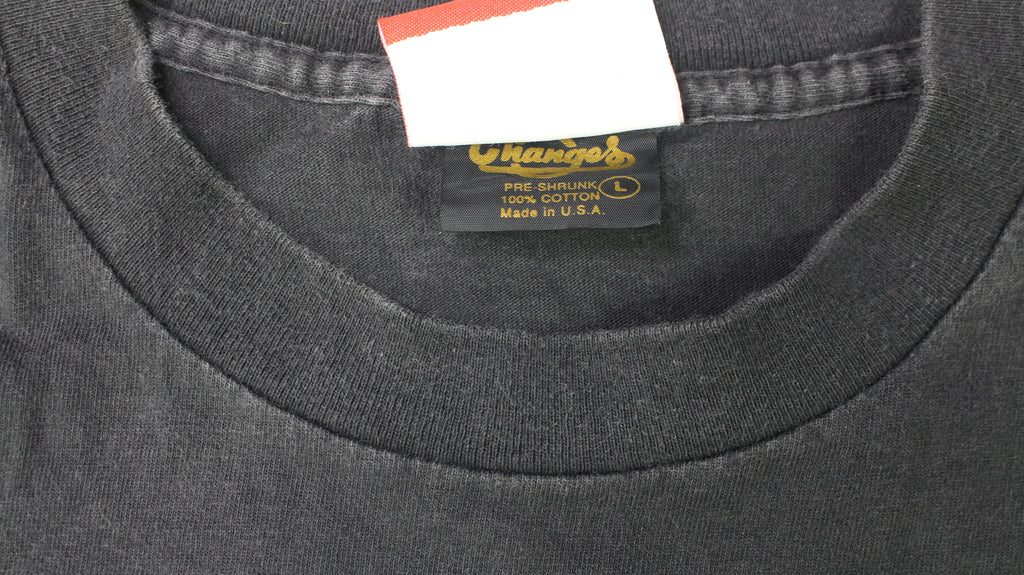 Changes
PRE-SHRUNK L
100% COTTON
Made in U.S.A.